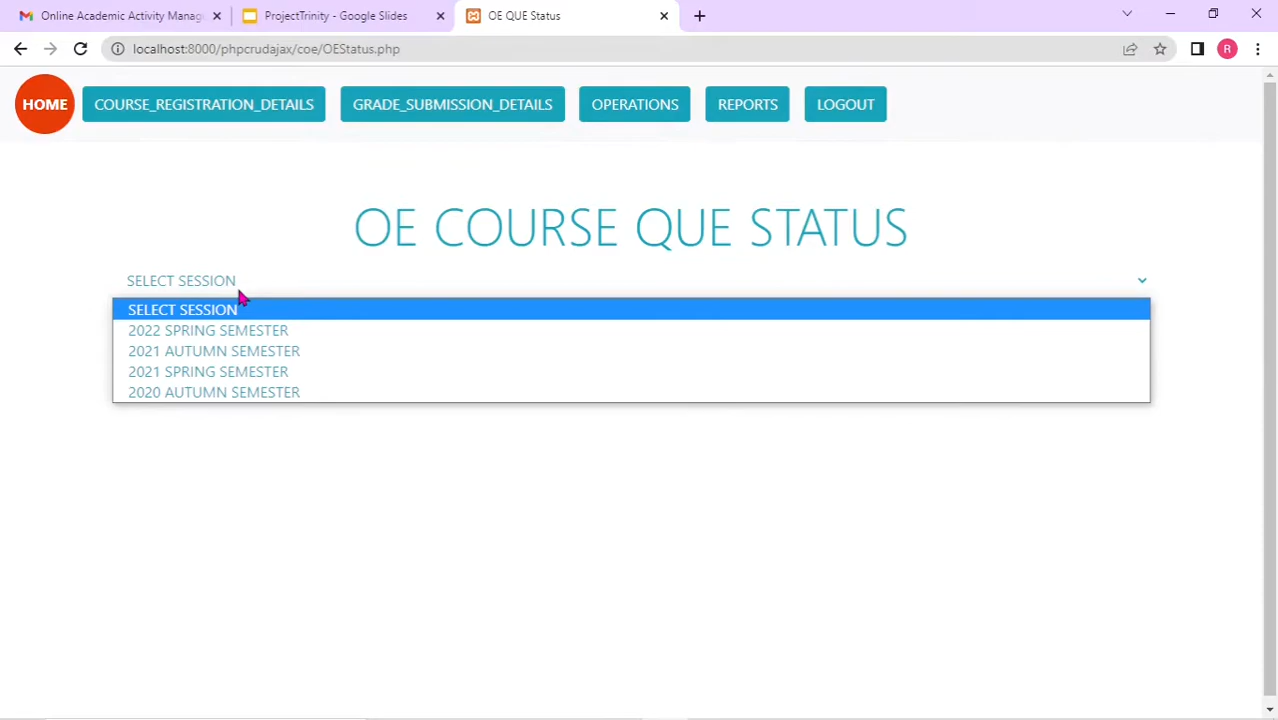 Online Academic Activity Manag
ProjectTrinity - Google Slides
OE QUE Status
localhost:8000/phpcrudajax/coe/OEStatus.php
R
HOME
COURSE_REGISTRATION_DETAILS
GRADE_SUBMISSION_DETAILS
OPERATIONS
REPORTS
LOGOUT
OE COURSE QUE STATUS
SELECT SESSION
SELECT SESSION
2022 SPRING SEMESTER
2021 AUTUMN SEMESTER
2021 SPRING SEMESTER
2020 AUTUMN SEMESTER